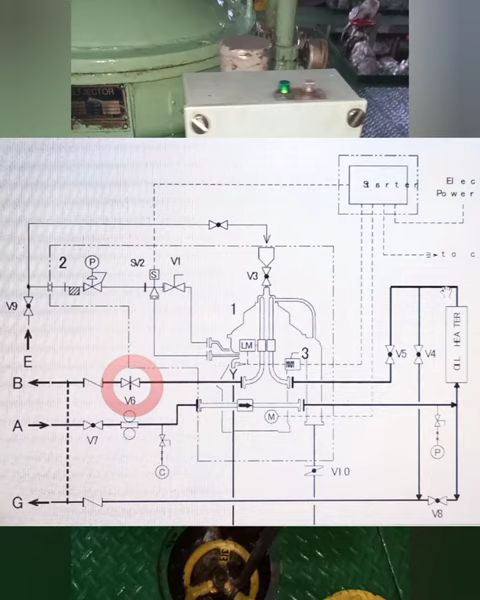 EJECTOR
Starter
Elec
Power
to c
2
P
S
SV2
V1
V3
1
V9
E
LM
3
V5
V4
OIL HEATER
B
V6
Y
A
V7
M
C
P
V10
G
V8